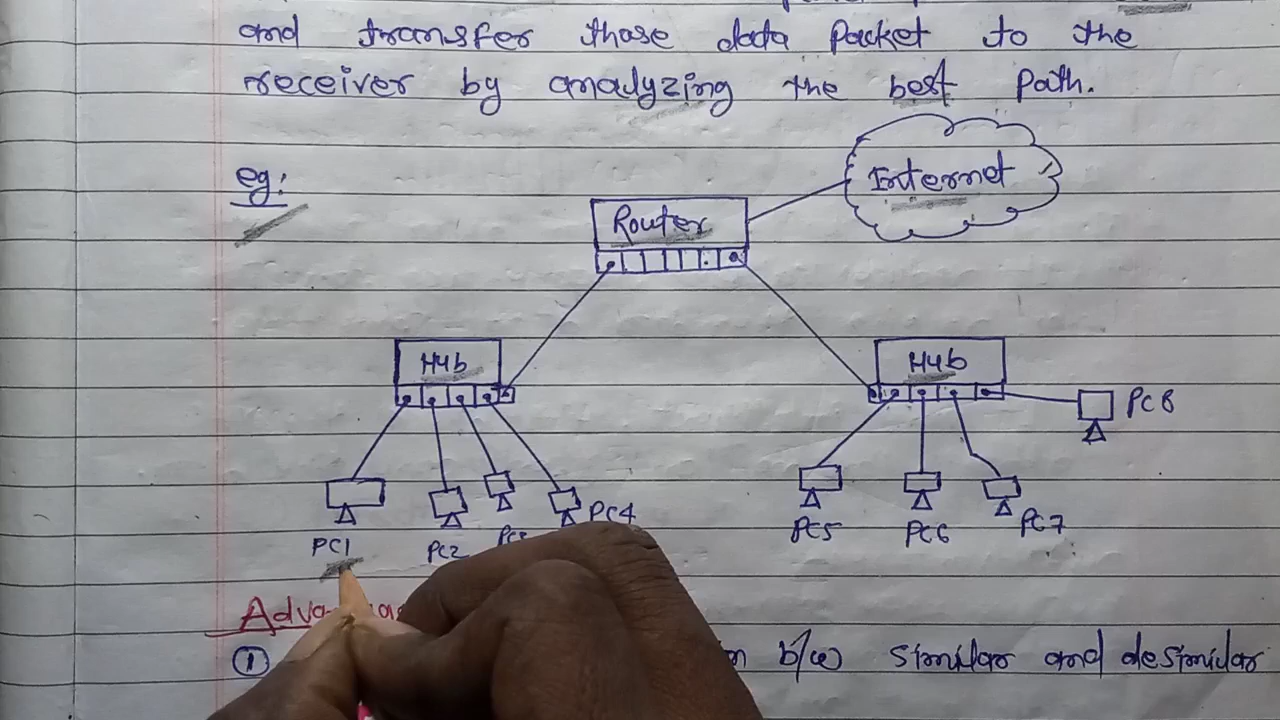 and transfer those data packet to the
receiver by analyzing the best path.
eg:
Internet
Router
Hub
Hub
PC8
PC4
PC5
PC6
PC7
PC1
PC2
b/w similar and desimilar
①